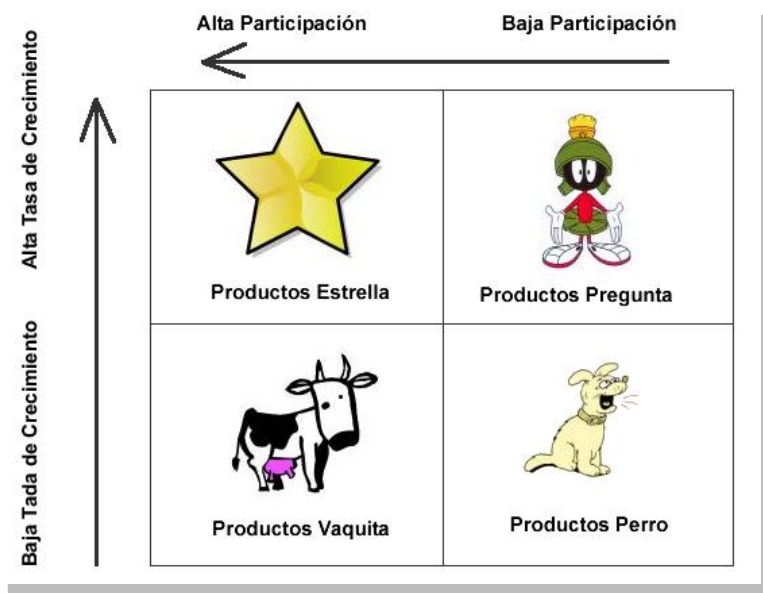 Alta Participación
Baja Participación
Alta Tasa de Crecimiento
Productos Estrella
Productos Pregunta
Baja Tada de Crecimiento
Productos Vaquita
Productos Perro